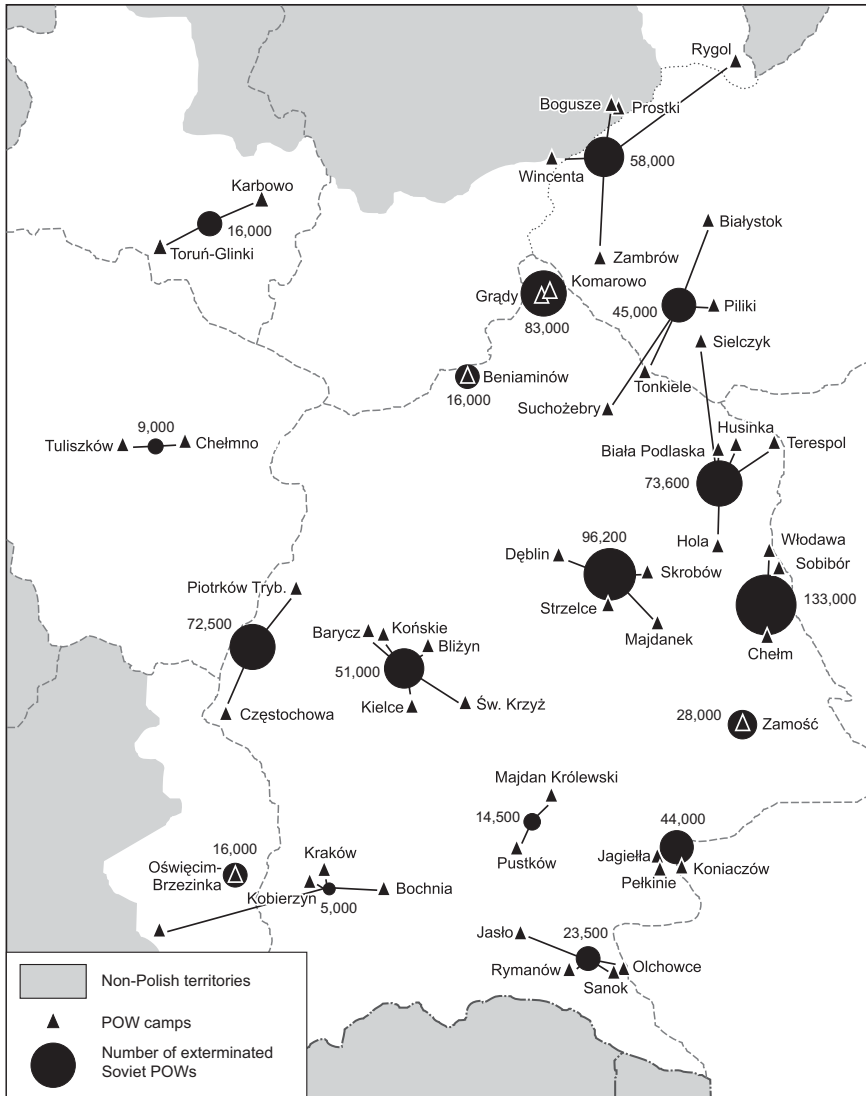 Rygol
Bogusze
Prostki
58,000
Wincenta
Karbowo
16,000
Toruń-Glinki
Białystok
Zambrów
Komarowo
Grądy
83,000
45,000
Piliki
Sielczyk
Beniaminów
16,000
Tonkiele
Suchożebry
9,000
Tuliszków
Chełmno
Husinka
Biała Podlaska
Terespol
73,600
Hola
96,200
Włodawa
Dęblin
Sobibór
Skrobów
133,000
Strzelce
Majdanek
Chełm
Piotrków Tryb.
72,500
Barycz
Końskie
Bliżyn
51,000
Kielce
Św. Krzyż
Częstochowa
28,000
Zamość
Majdan Królewski
14,500
Pustków
44,000
Jagiełła
Koniaczów
Pełkinie
16,000
Oświęcim-
Brzezinka
Kraków
Kobierzyn
Bochnia
5,000
Jasło
23,500
Rymanów
Olchowce
Sanok
Non-Polish territories
POW camps
Number of exterminated
Soviet POWs